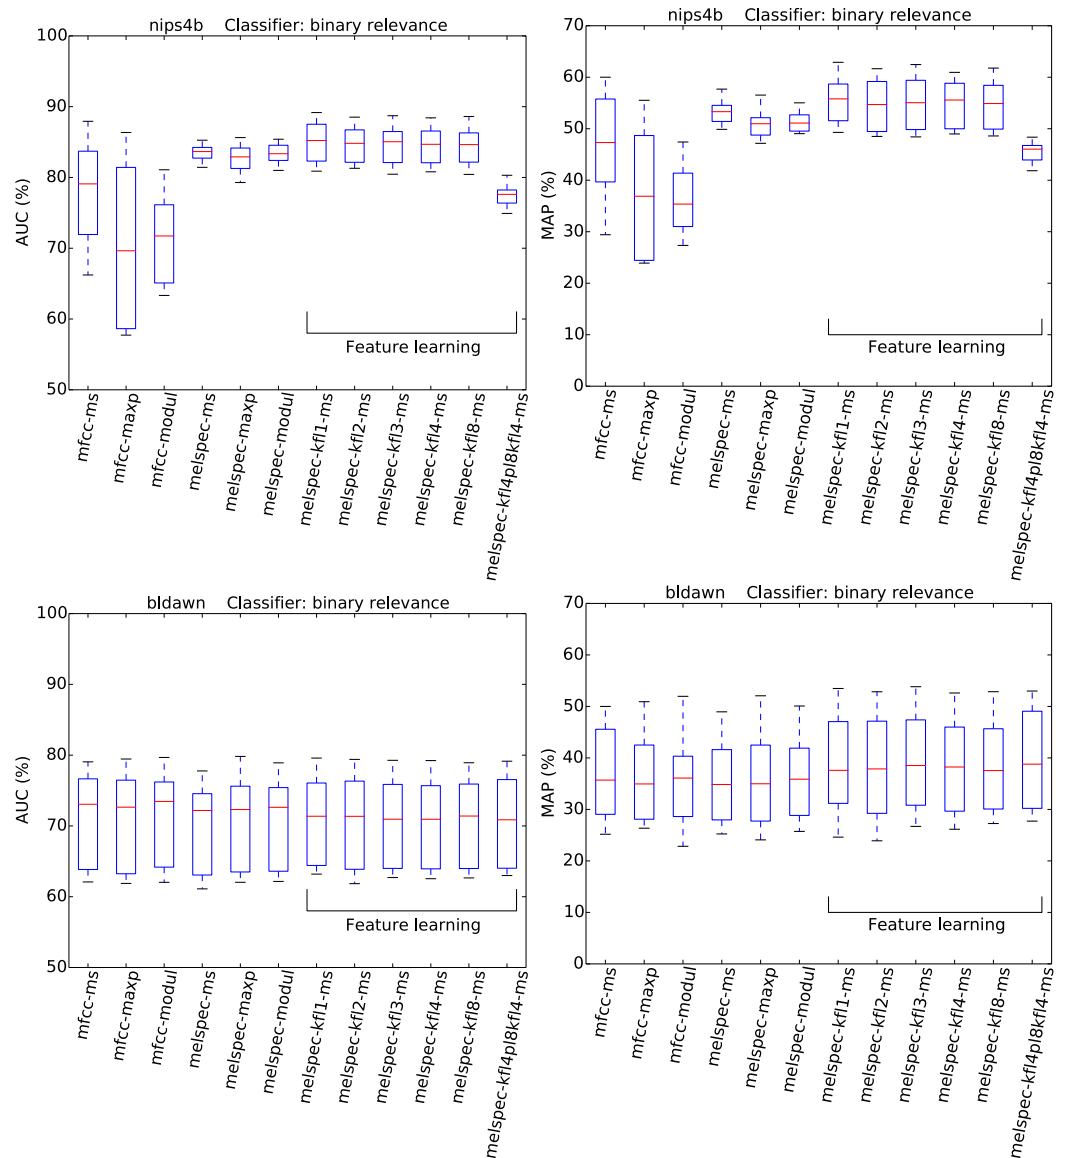 nips4b Classifier: binary relevance
AUC (%)
100
90
80
70
60
50
Feature learning
mfcc-ms
mfcc-maxp
mfcc-modul
melspec-ms
melspec-maxp
melspec-modul
melspec-kfl1-ms
melspec-kfl2-ms
melspec-kfl3-ms
melspec-kfl4-ms
melspec-kfl8-ms
melspec-kfl4pl8kfl4-ms
nips4b Classifier: binary relevance
MAP (%)
70
60
50
40
30
20
10
0
Feature learning
mfcc-ms
mfcc-maxp
mfcc-modul
melspec-ms
melspec-maxp
melspec-modul
melspec-kfl1-ms
melspec-kfl2-ms
melspec-kfl3-ms
melspec-kfl4-ms
melspec-kfl8-ms
melspec-kfl4pl8kfl4-ms
bldawn Classifier: binary relevance
AUC (%)
100
90
80
70
60
50
Feature learning
mfcc-ms
mfcc-maxp
mfcc-modul
melspec-ms
melspec-maxp
melspec-modul
melspec-kfl1-ms
melspec-kfl2-ms
melspec-kfl3-ms
melspec-kfl4-ms
melspec-kfl8-ms
melspec-kfl4pl8kfl4-ms
bldawn Classifier: binary relevance
MAP (%)
70
60
50
40
30
20
10
0
Feature learning
mfcc-ms
mfcc-maxp
mfcc-modul
melspec-ms
melspec-maxp
melspec-modul
melspec-kfl1-ms
melspec-kfl2-ms
melspec-kfl3-ms
melspec-kfl4-ms
melspec-kfl8-ms
melspec-kfl4pl8kfl4-ms